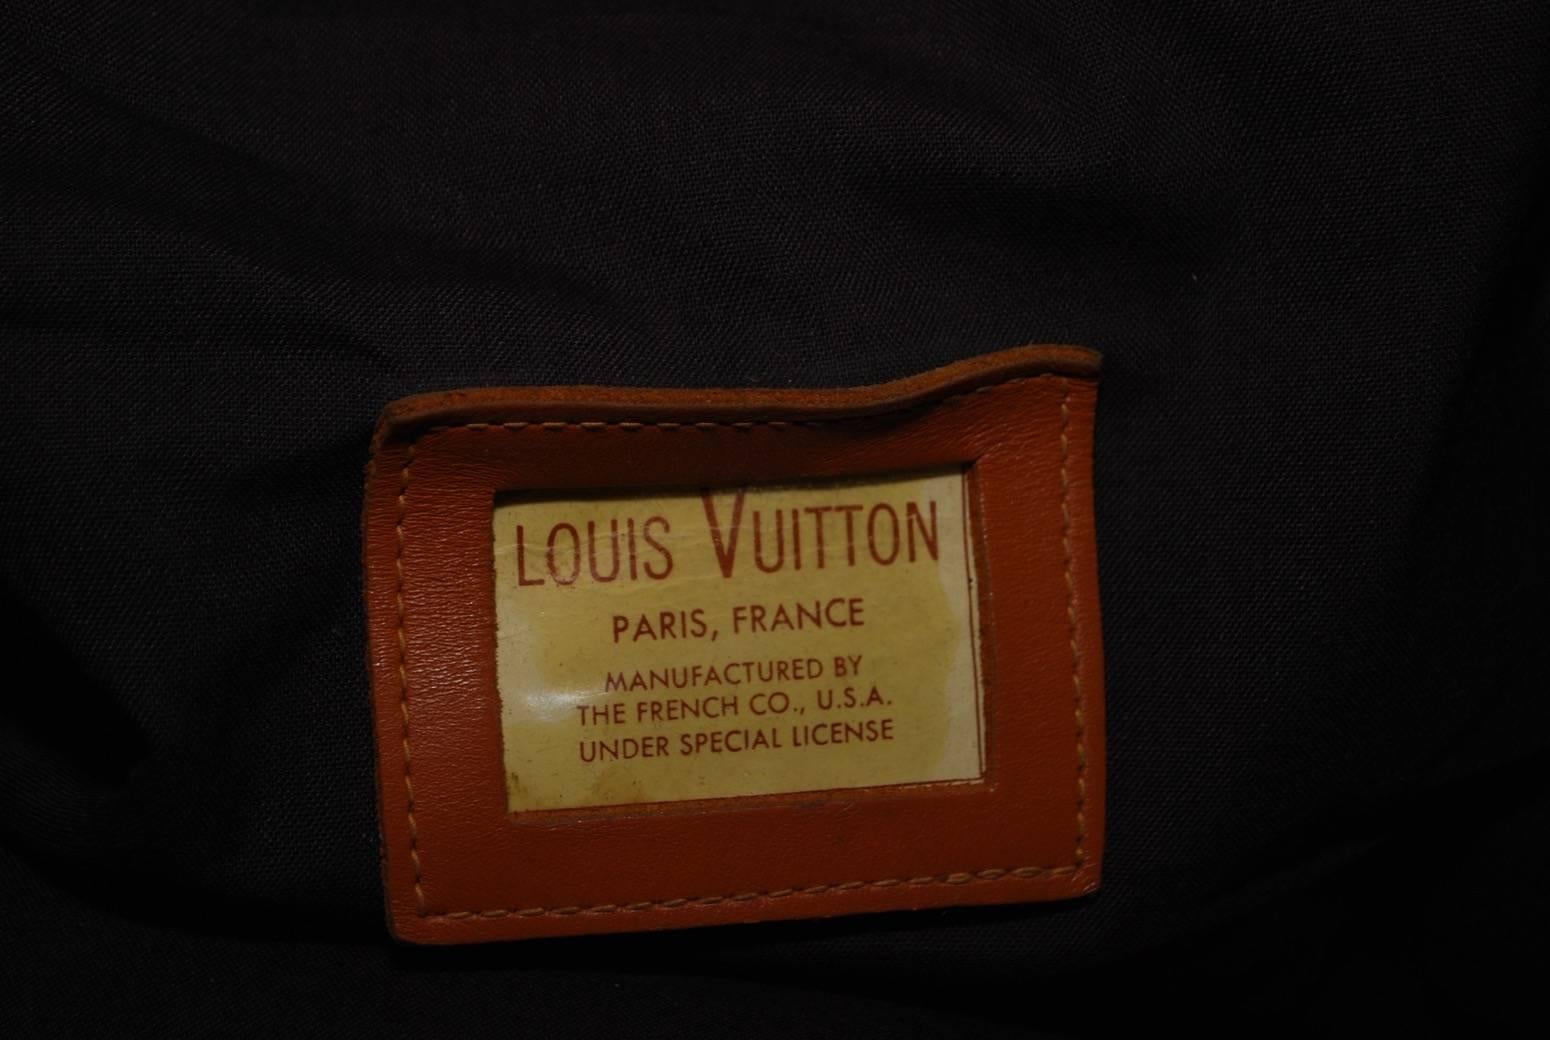 LOUIS VUITTON
PARIS, FRANCE
MANUFACTURED BY
THE FRENCH CO., U.S.A.
UNDER SPECIAL LICENSE